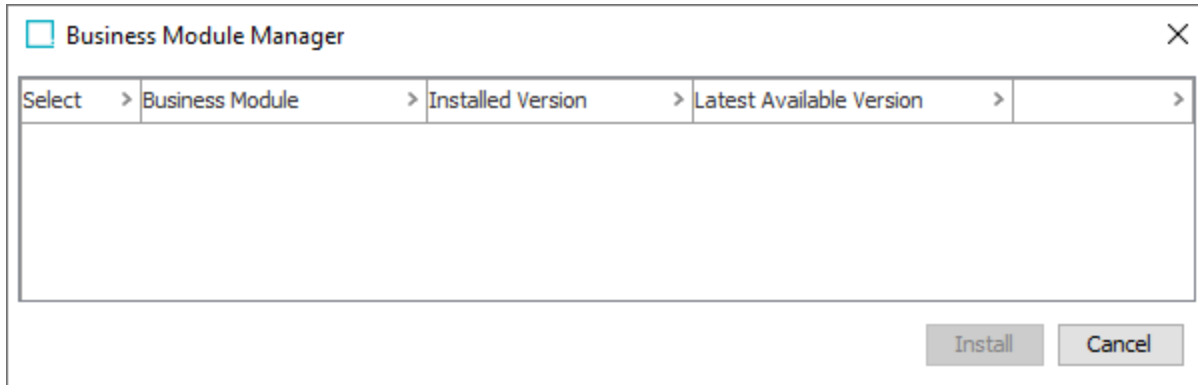 Business Module Manager
Select > Business Module > Installed Version > Latest Available Version > >
Install Cancel